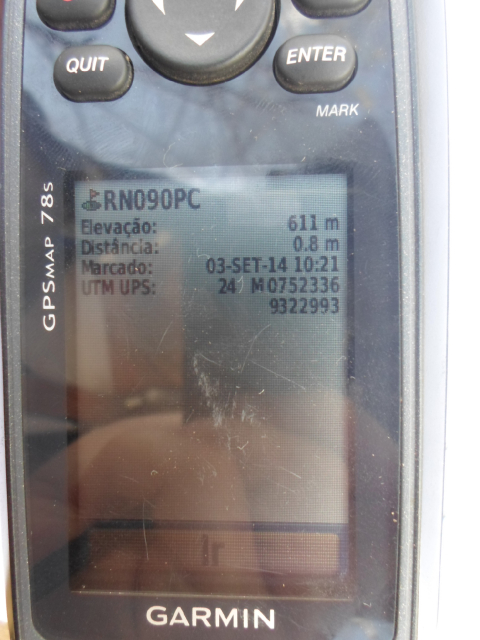 QUIT
ENTER
MARK
GPSMAP 78s
RN090PC
Elevação: 611 m
Distância: 0.8 m
Marcado: 03-SET-14 10:21
UTM UPS: 24 M 0752336
9322993
Ir
GARMIN